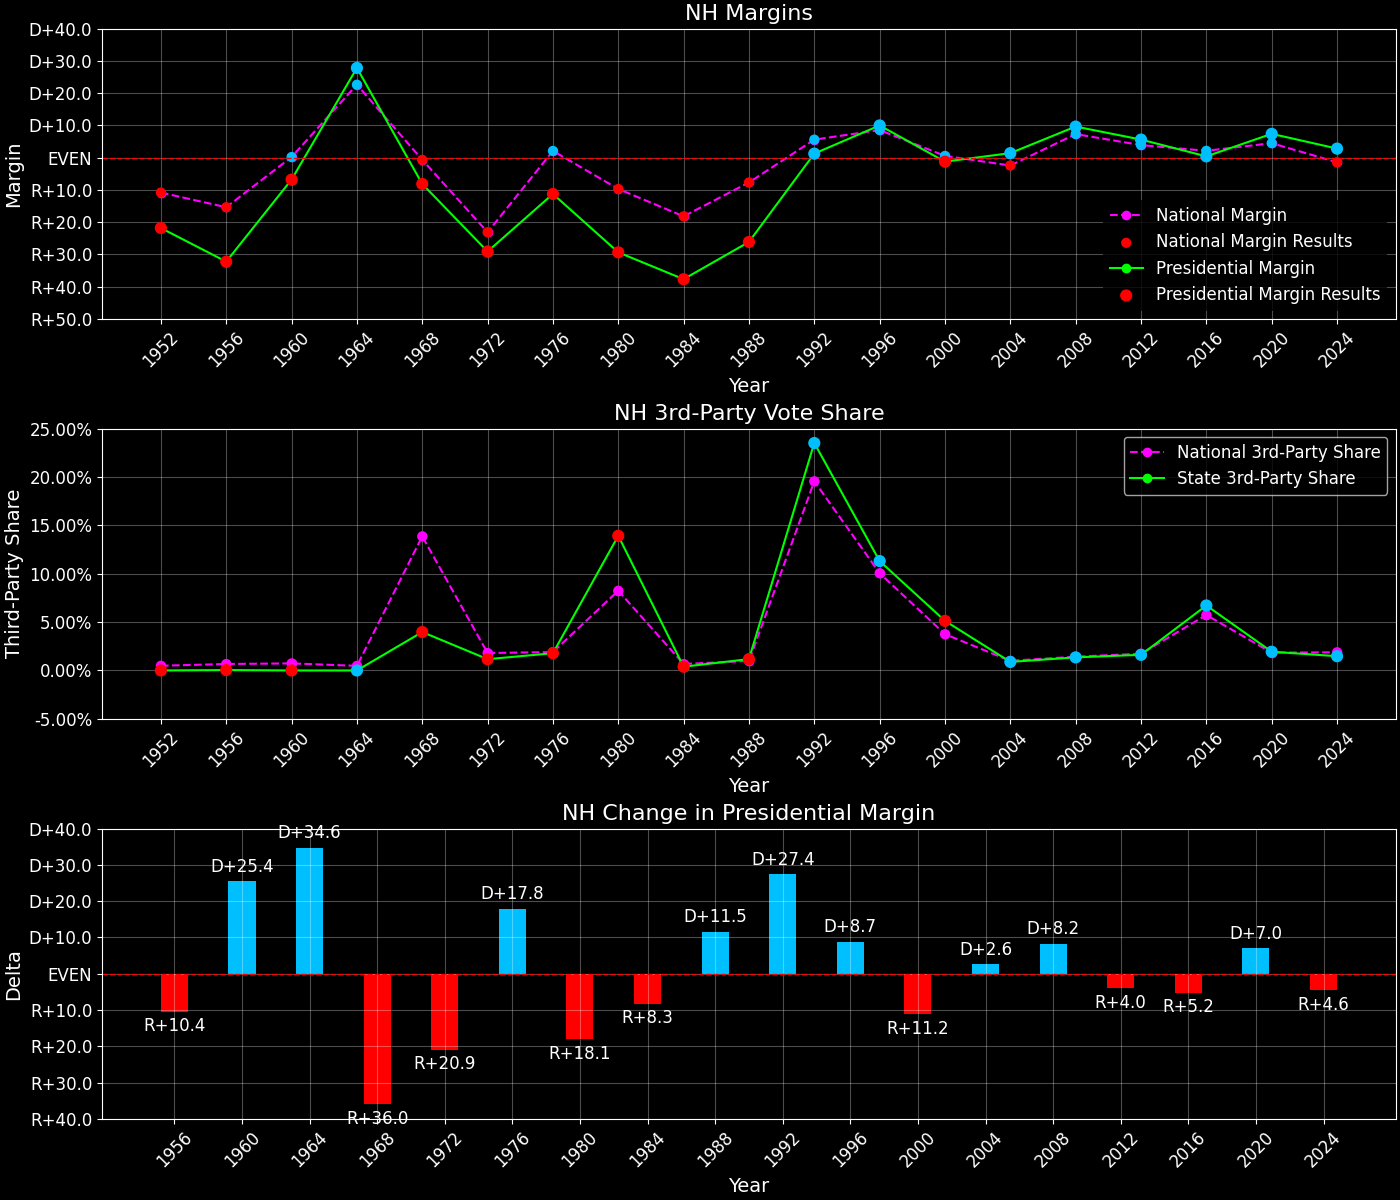 NH Margins
D+40.0
D+30.0
D+20.0
D+10.0
EVEN
R+10.0
R+20.0
R+30.0
R+40.0
R+50.0
Margin
National Margin
National Margin Results
Presidential Margin
Presidential Margin Results
1952 1956 1960 1964 1968 1972 1976 1980 1984 1988 1992 1996 2000 2004 2008 2012 2016 2020 2024
Year
NH 3rd-Party Vote Share
25.00%
20.00%
15.00%
10.00%
5.00%
0.00%
-5.00%
Third-Party Share
National 3rd-Party Share
State 3rd-Party Share
1952 1956 1960 1964 1968 1972 1976 1980 1984 1988 1992 1996 2000 2004 2008 2012 2016 2020 2024
Year
NH Change in Presidential Margin
D+40.0
D+30.0
D+20.0
D+10.0
EVEN
R+10.0
R+20.0
R+30.0
R+40.0
Delta
R+10.4
D+25.4
D+34.6
R+36.0
R+20.9
D+17.8
R+18.1
R+8.3
D+11.5
D+27.4
D+8.7
R+11.2
D+2.6
D+8.2
R+4.0
R+5.2
D+7.0
R+4.6
1956 1960 1964 1968 1972 1976 1980 1984 1988 1992 1996 2000 2004 2008 2012 2016 2020 2024
Year